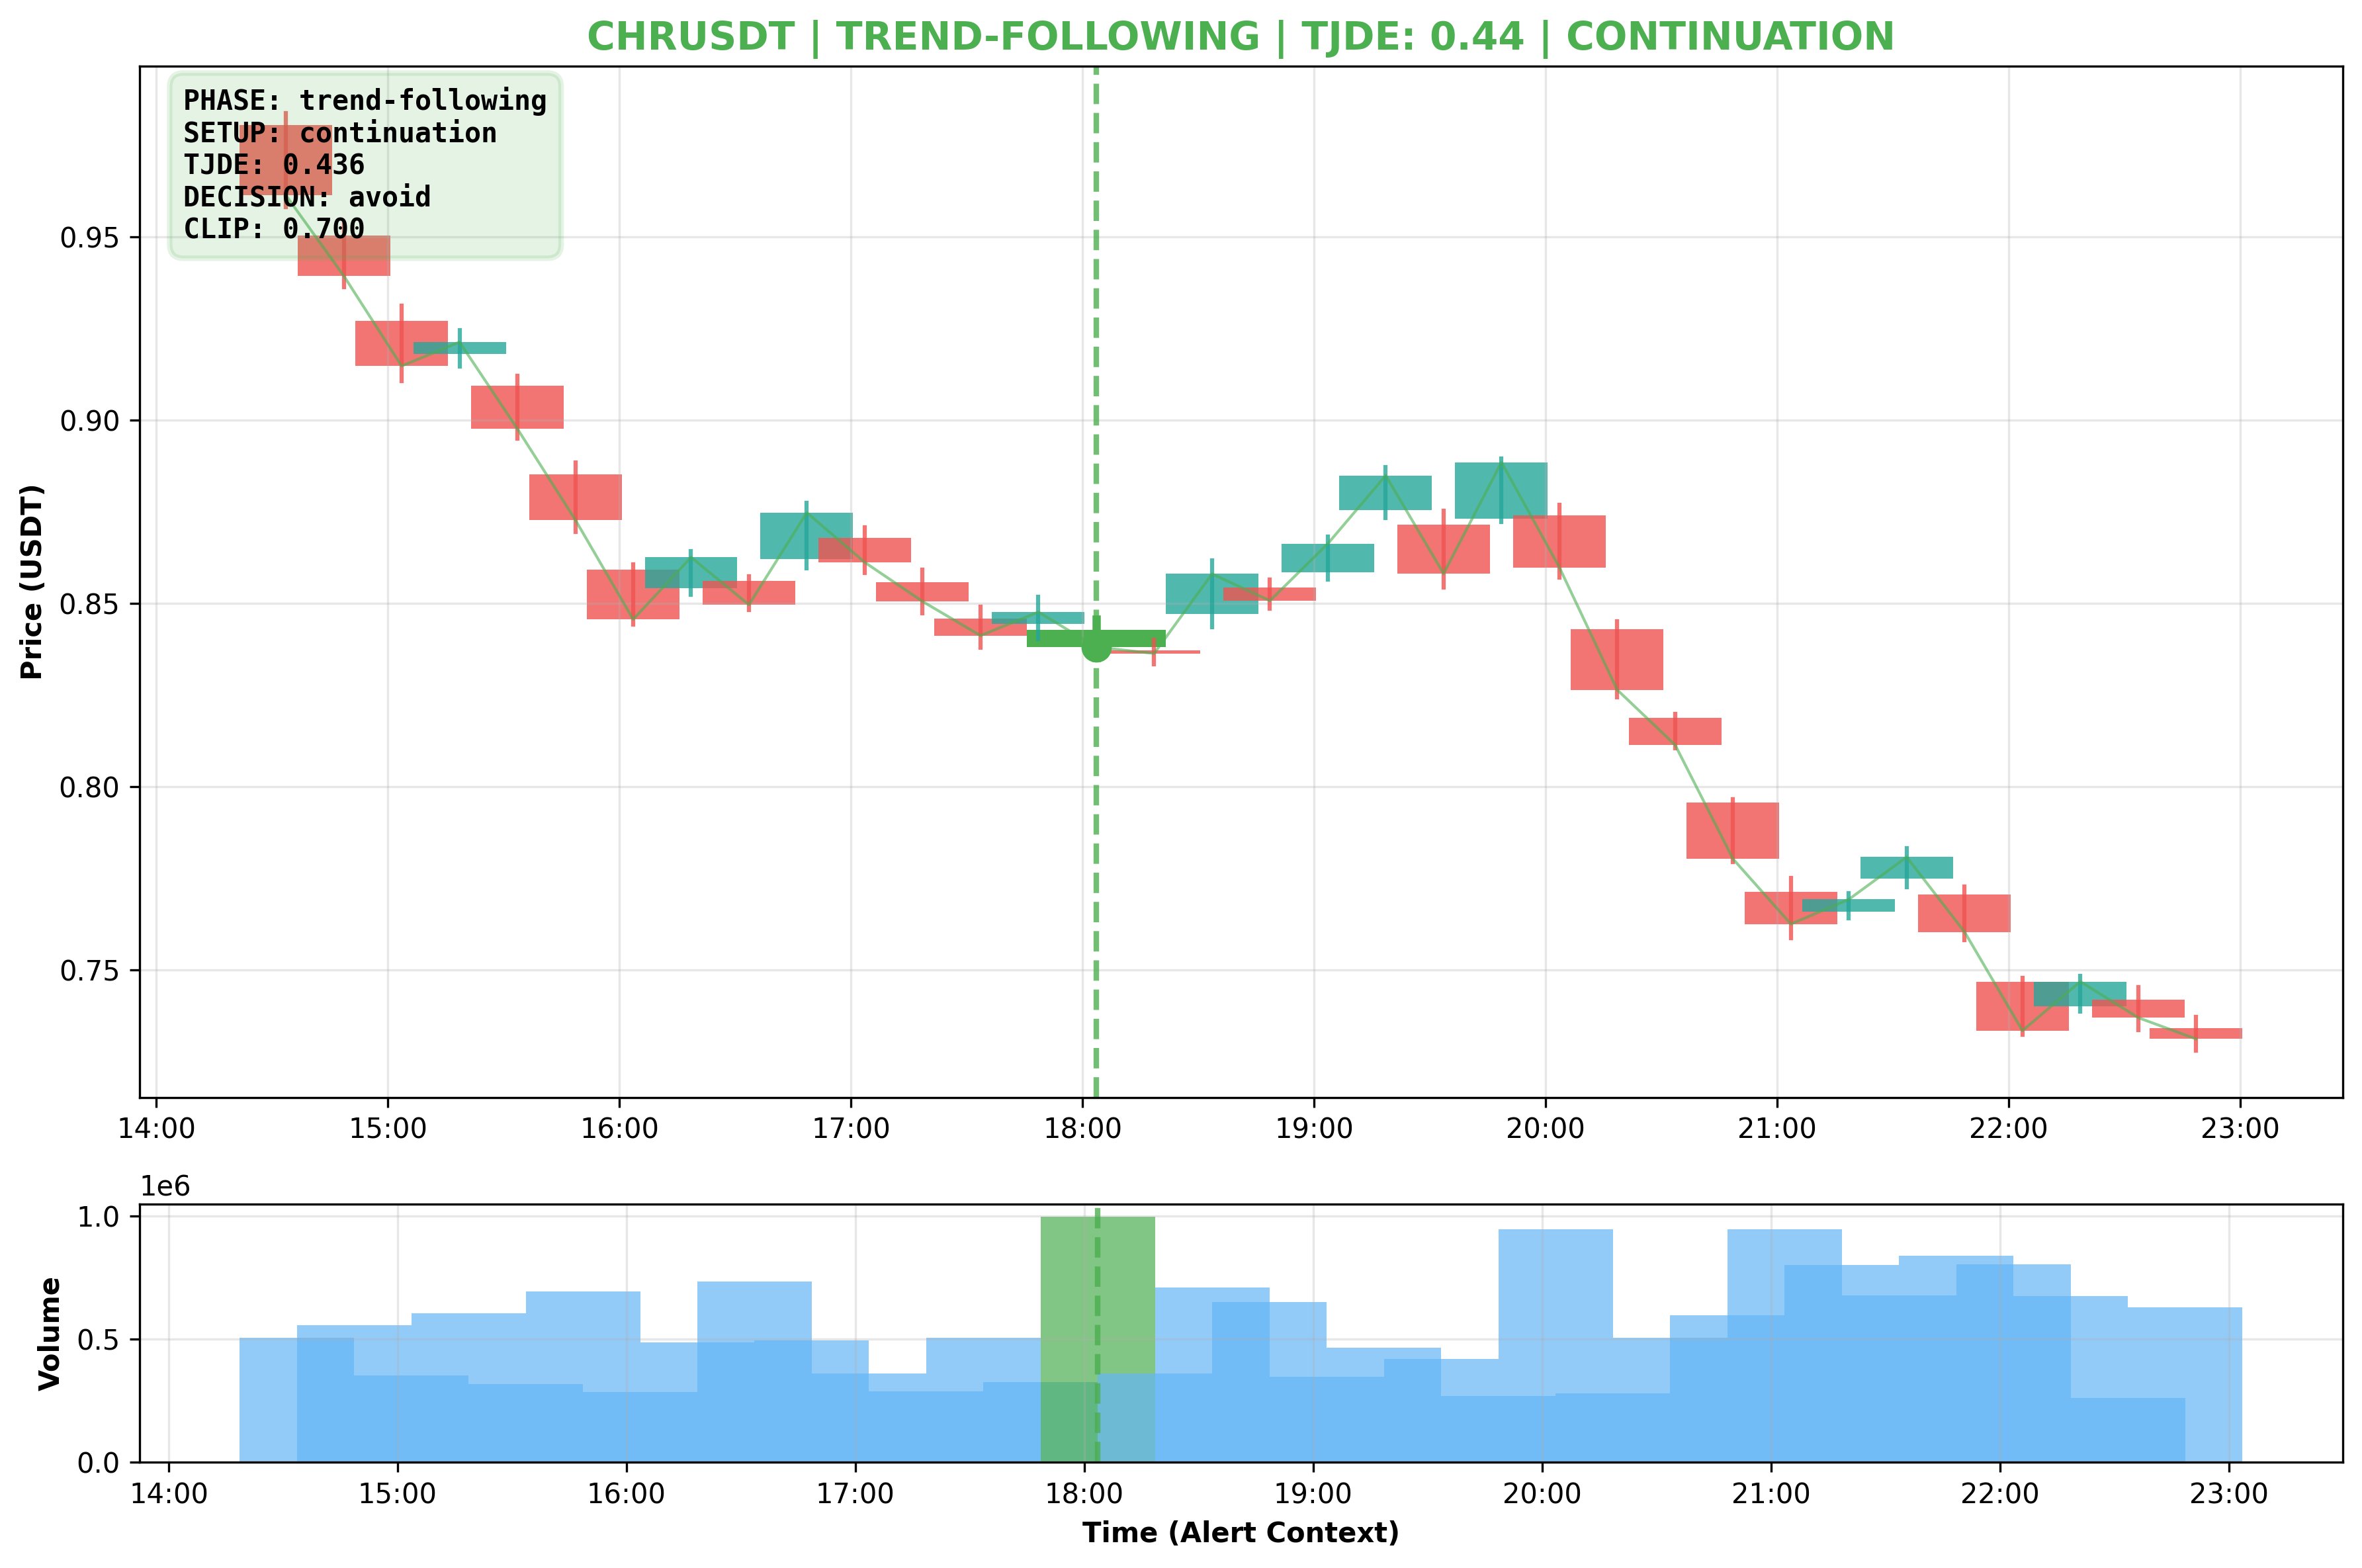 CHRUSDT | TREND-FOLLOWING | TJDE: 0.44 | CONTINUATION
PHASE: trend-following
SETUP: continuation
TJDE: 0.436
DECISION: avoid
CLIP: 0.700
Price (USDT)
0.95
0.90
0.85
0.80
0.75
14:00 15:00 16:00 17:00 18:00 19:00 20:00 21:00 22:00 23:00
1e6
Volume
1.0
0.5
0.0
14:00 15:00 16:00 17:00 18:00 19:00 20:00 21:00 22:00 23:00
Time (Alert Context)